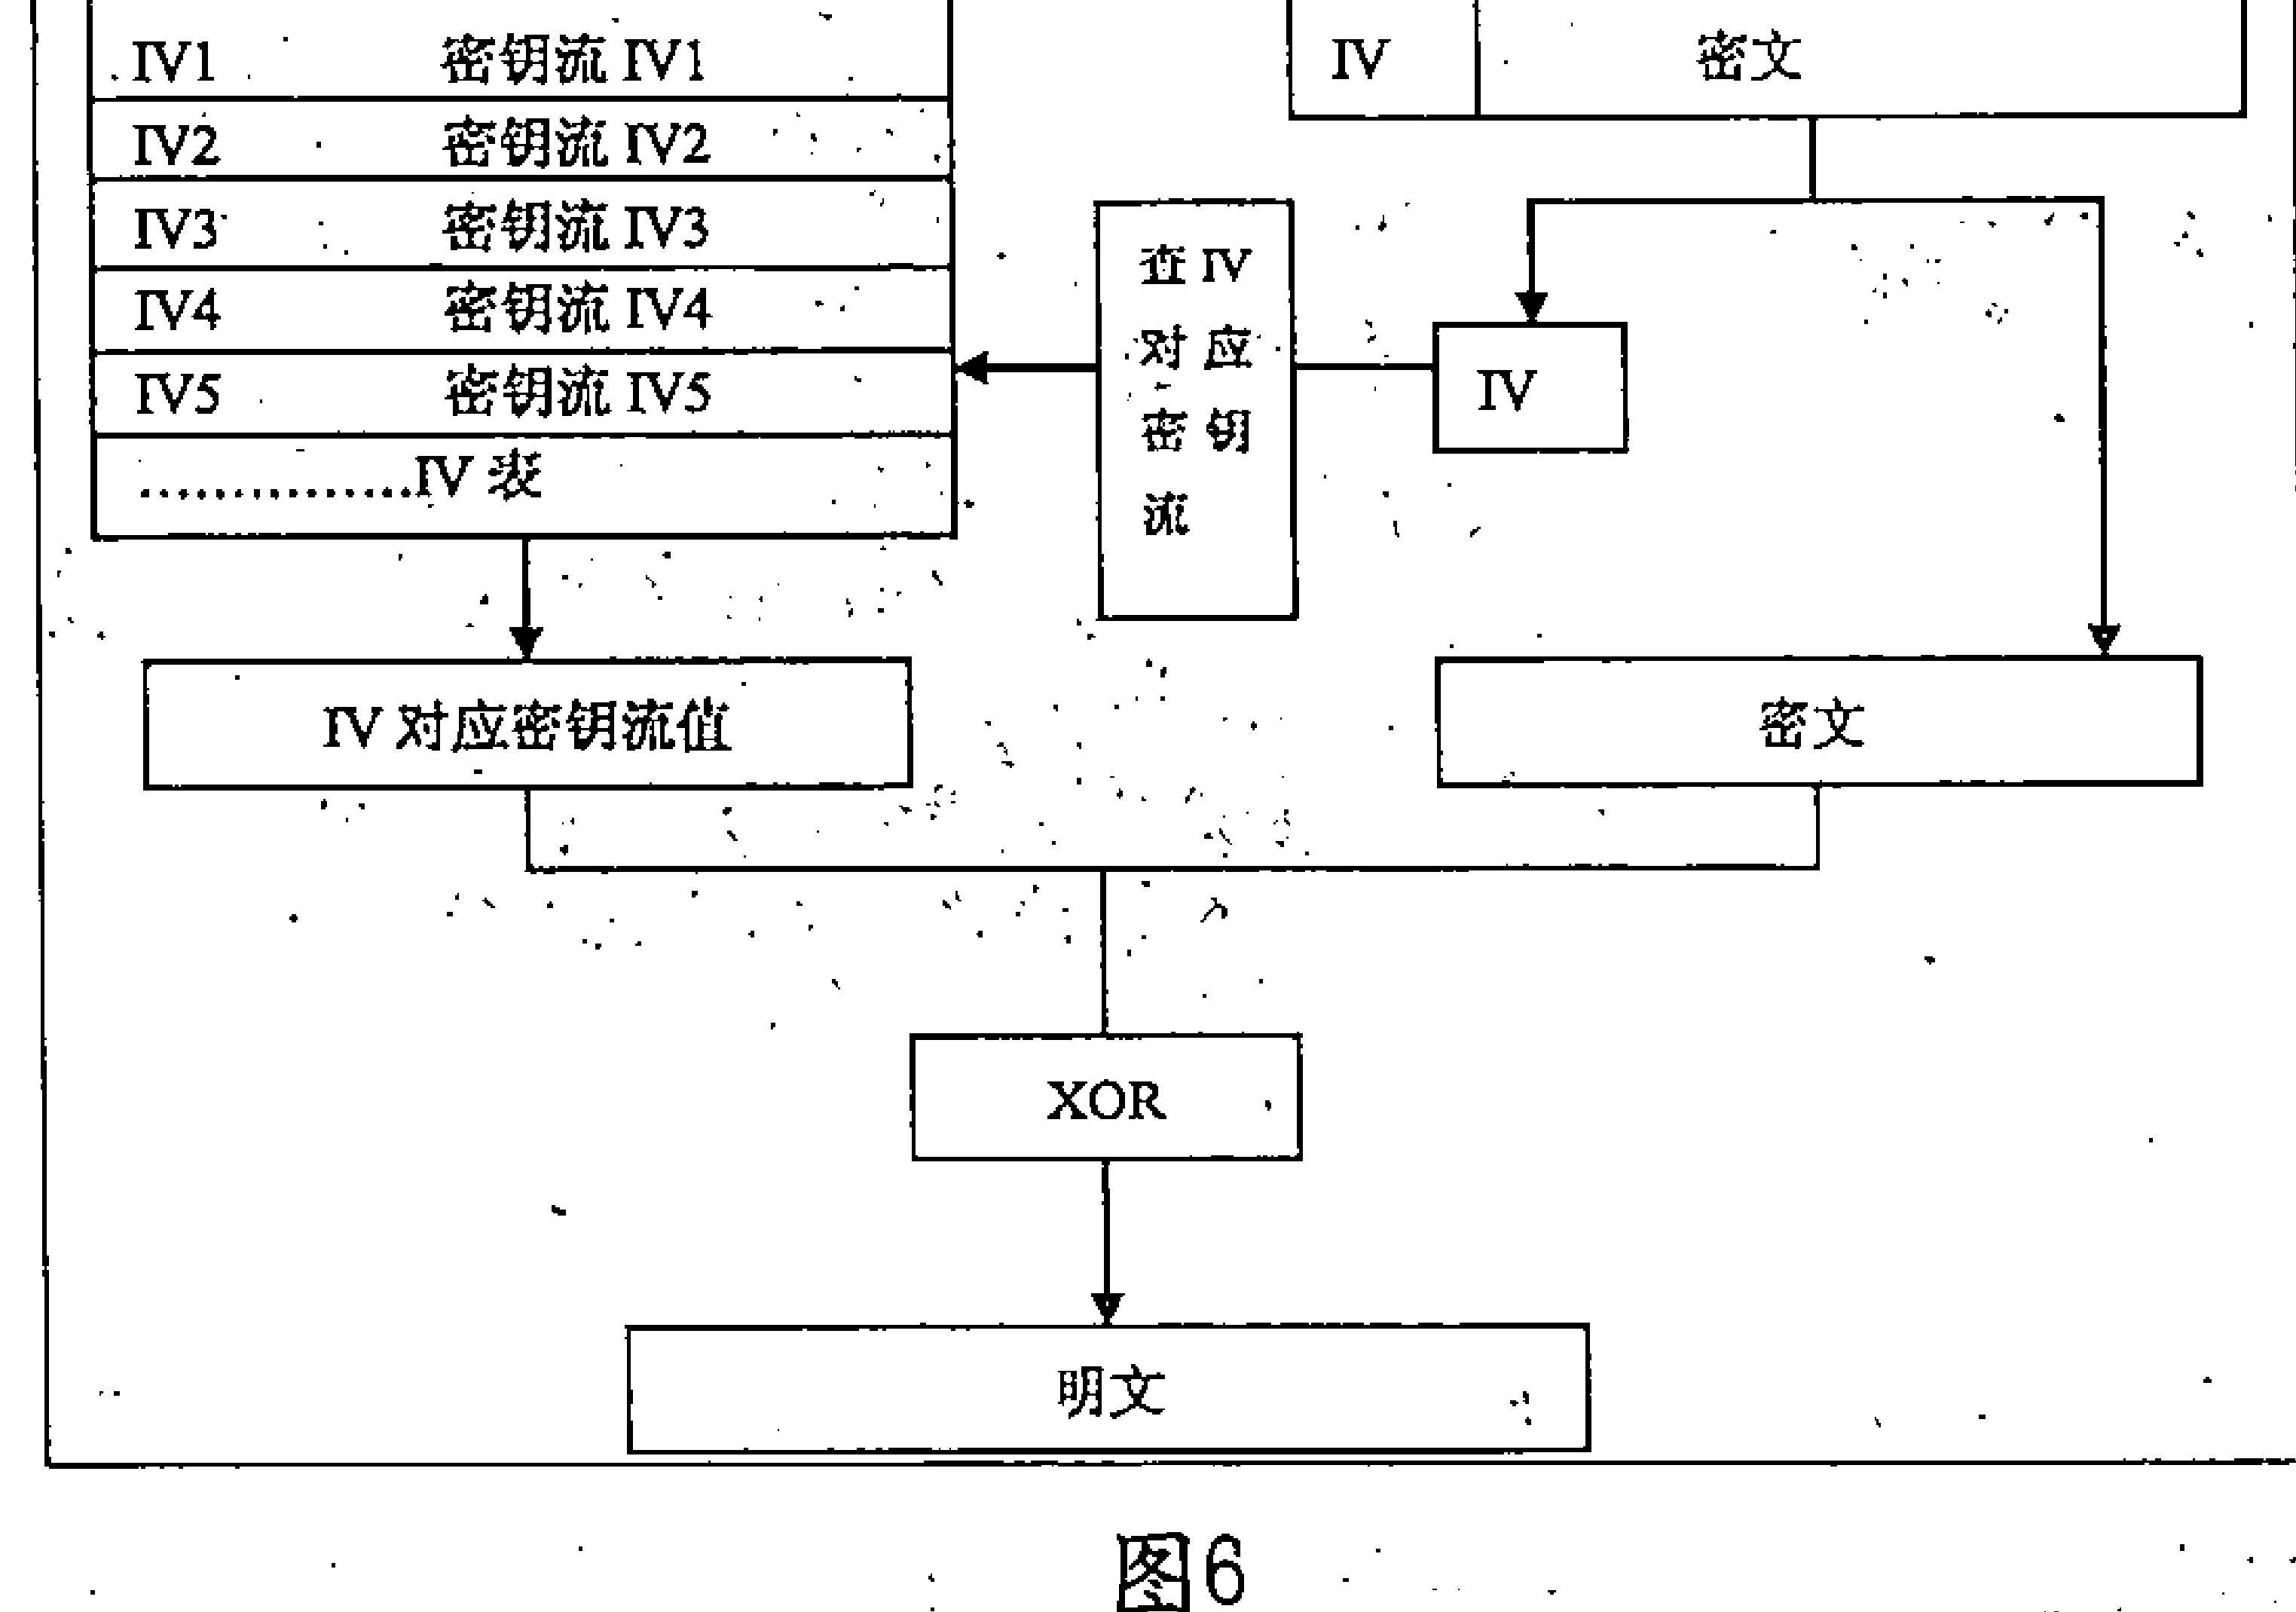 IV1 密钥流 IV1
IV2 密钥流 IV2
IV3 密钥流 IV3
IV4 密钥流 IV4
IV5 密钥流 IV5
...............IV 表
IV 密文
查 IV
对 应
密 钥
流
IV
IV 对应密钥流值
密文
XOR
明文
图6